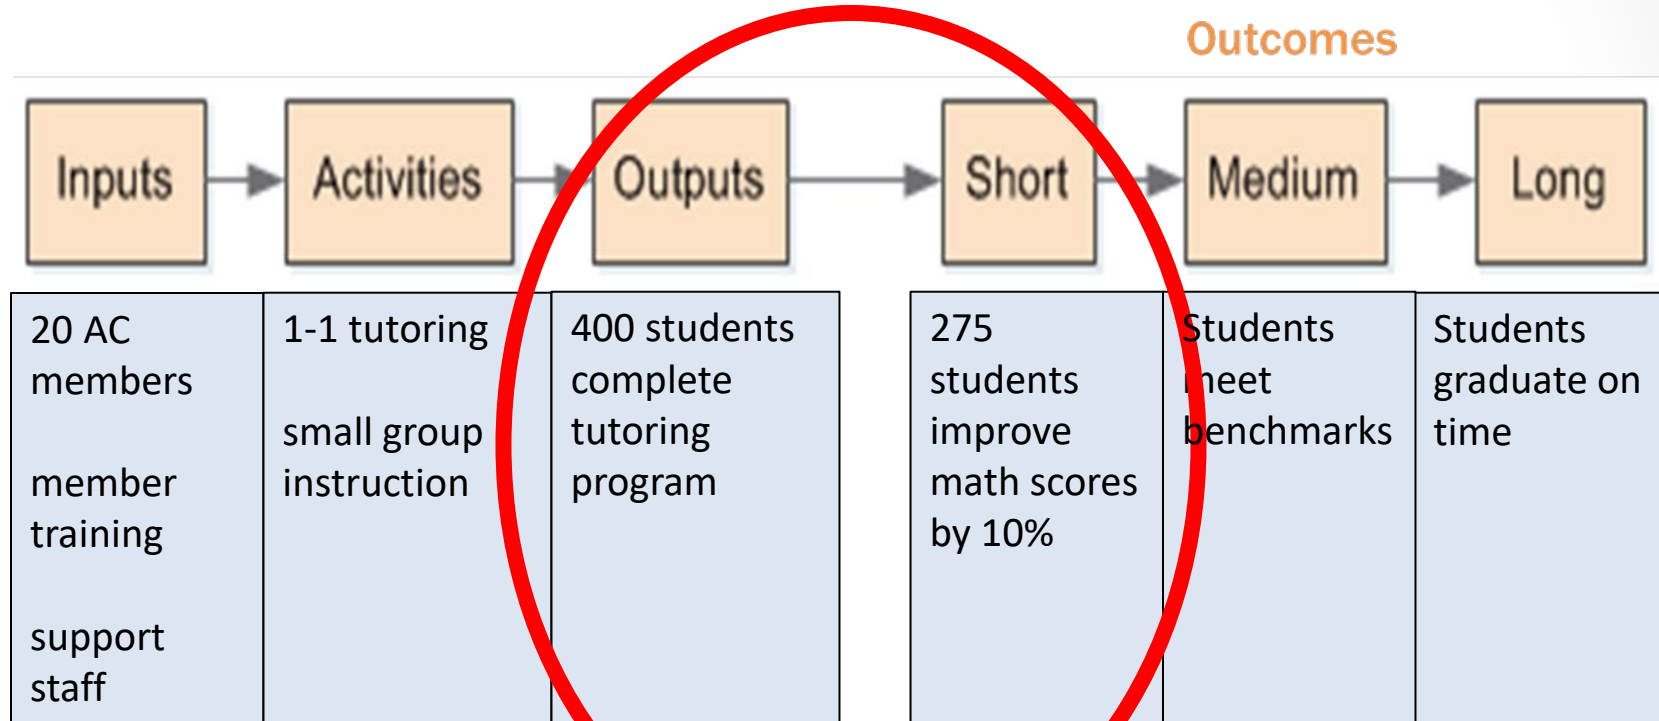 Outcomes
Inputs
Activities
Outputs
Short
Medium
Long
20 AC
members
member
training
support
staff
1-1 tutoring
small group
instruction
400 students
complete
tutoring
program
275
students
improve
math scores
by 10%
Students
meet
benchmarks
Students
graduate on
time